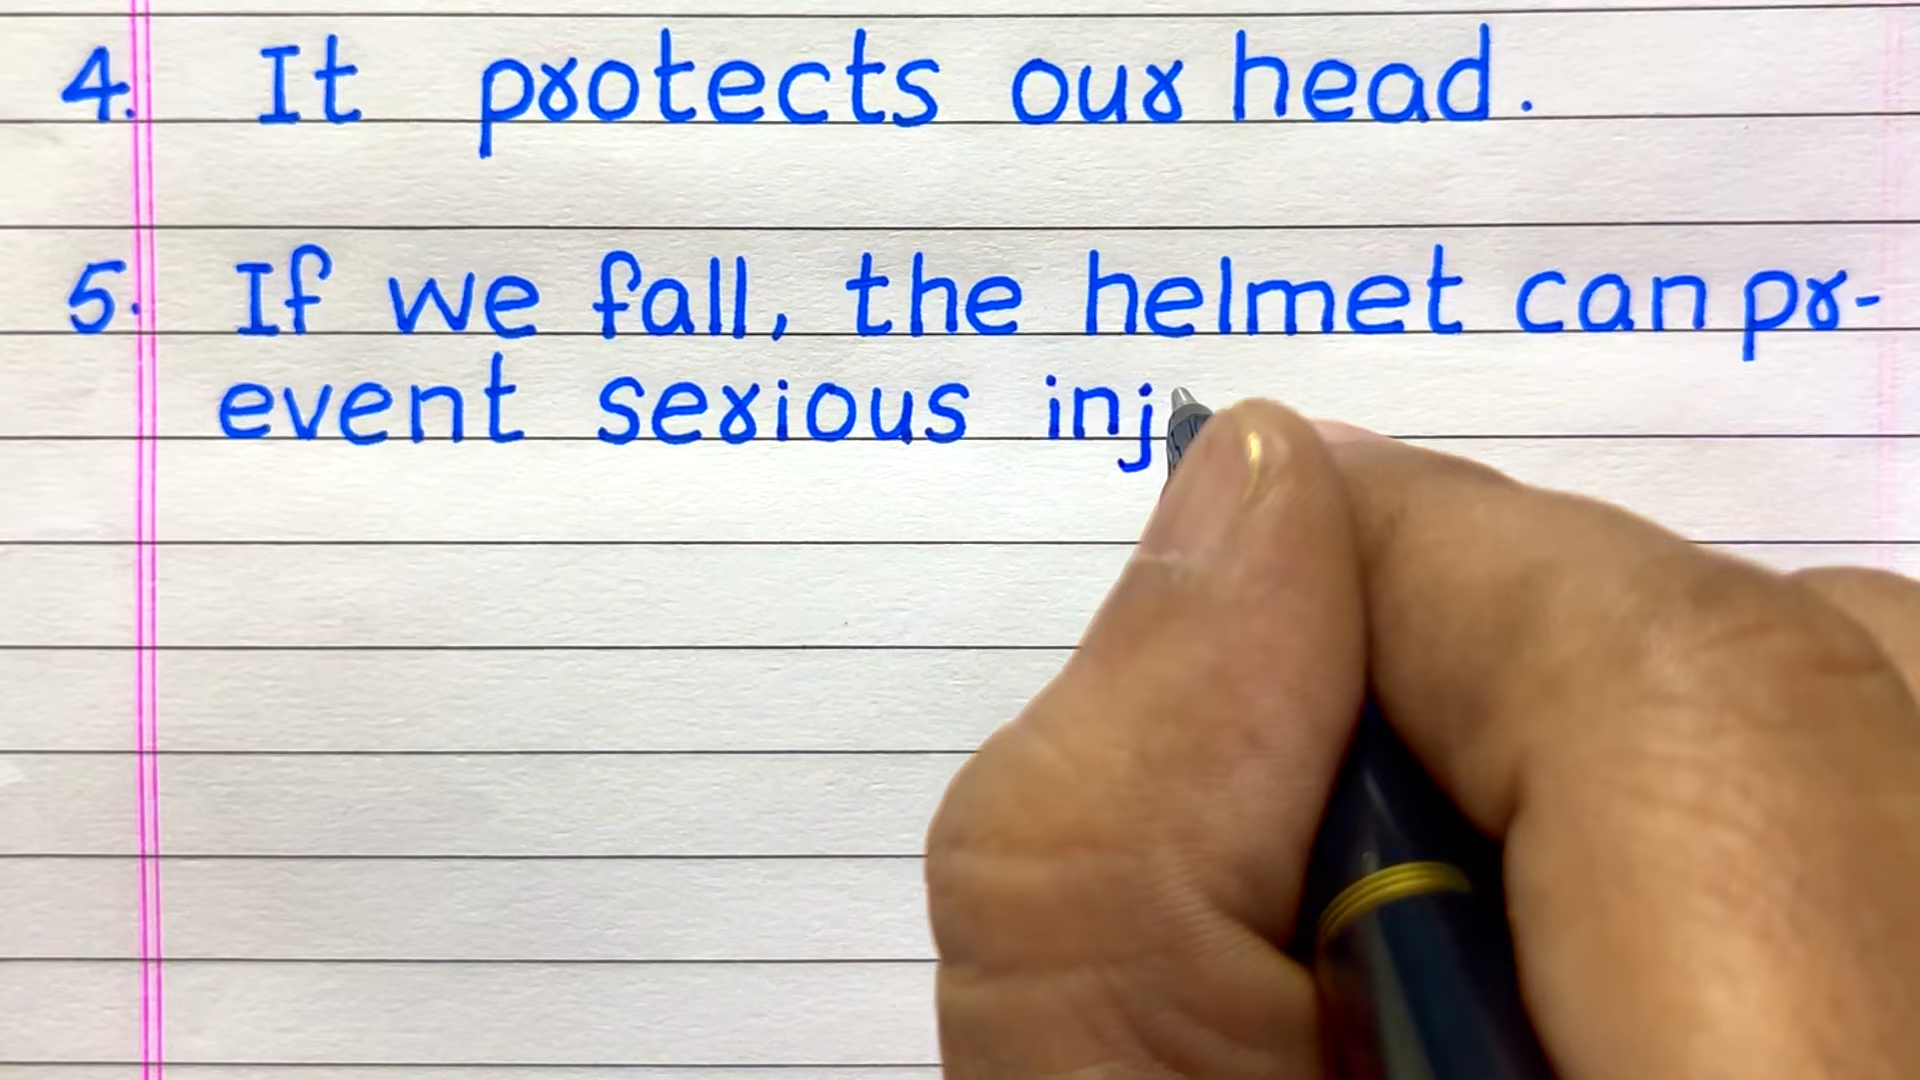 4. It protects our head.
5. If we fall, the helmet can pr-
event serious inj